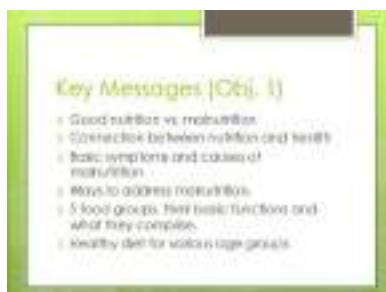 Key Messages (Obj. 1)
Good nutrition vs. malnutrition
Connection between nutrition and health
Basic symptoms and causes of
malnutrition
Ways to address malnutrition.
5 food groups, their basic functions and
what they comprise.
Healthy diet for various age groups